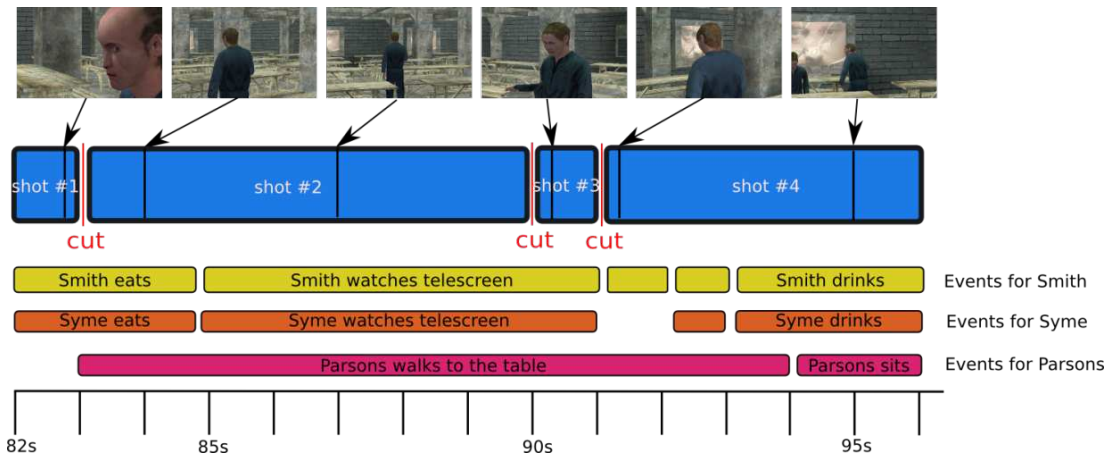 shot #1
shot #2
shot #3
shot #4
cut
cut
cut
Smith eats
Smith watches telescreen
Smith drinks
Events for Smith
Syme eats
Syme watches telescreen
Syme drinks
Events for Syme
Parsons walks to the table
Parsons sits
Events for Parsons
82s
85s
90s
95s